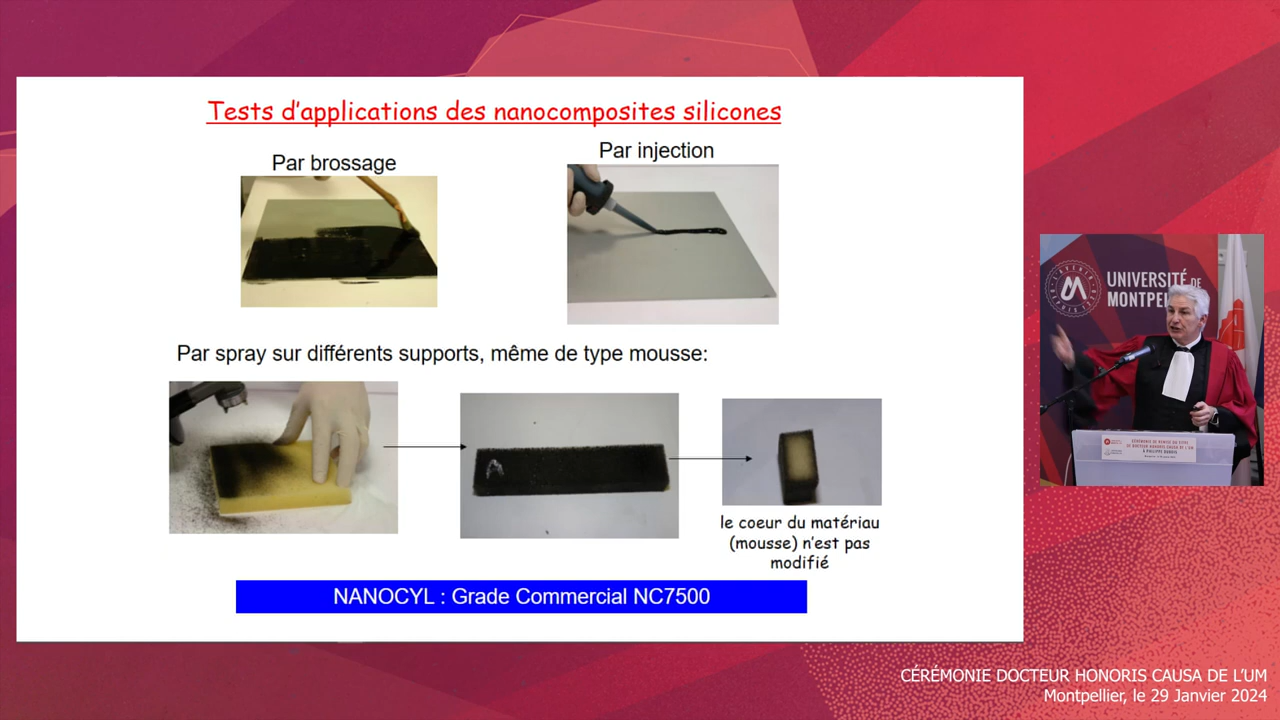 Tests d'applications des nanocomposites silicones
Par brossage
Par injection
Par spray sur différents supports, même de type mousse:
A
le coeur du matériau
(mousse) n'est pas
modifié
NANOCYL : Grade Commercial NC7500
UNIVERSITÉ DE
MONTPEL
CÉRÉMONIE DOCTEUR HONORIS CAUSA DE L'UM
Montpellier, le 29 Janvier 2024